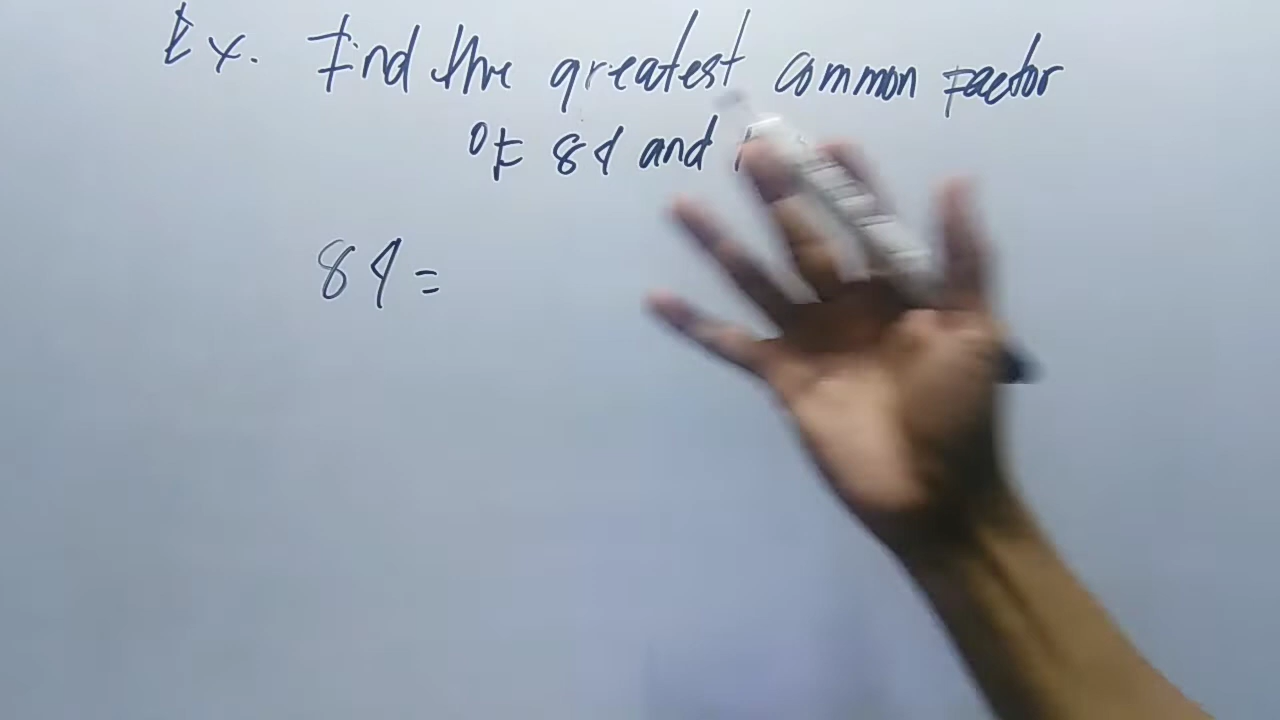 Ex. Find the greatest common Factor
of 84 and
84 =